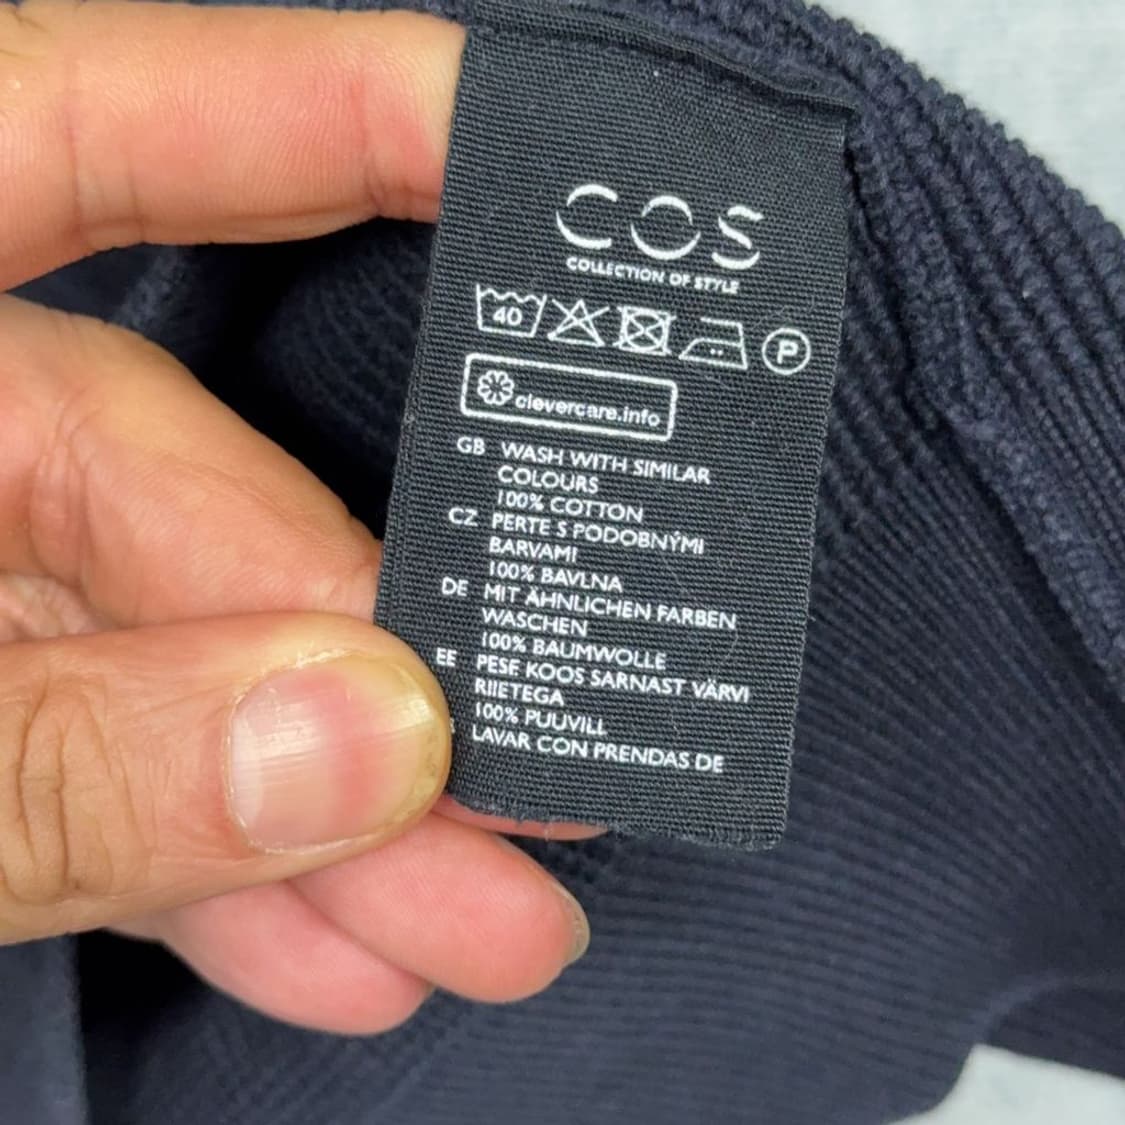 COS
COLLECTION OF STYLE
40
P
clevercare.info
GB WASH WITH SIMILAR
COLOURS
100% COTTON
CZ PERTE S PODOBNÝMI
BARVAMI
100% BAVLNA
DE MIT ÄHNLICHEN FARBEN
WASCHEN
100% BAUMWOLLE
EE PESE KOOS SARNAST VÄRVI
RIIETEGA
100% PUUVILL
LAVAR CON PRENDAS DE